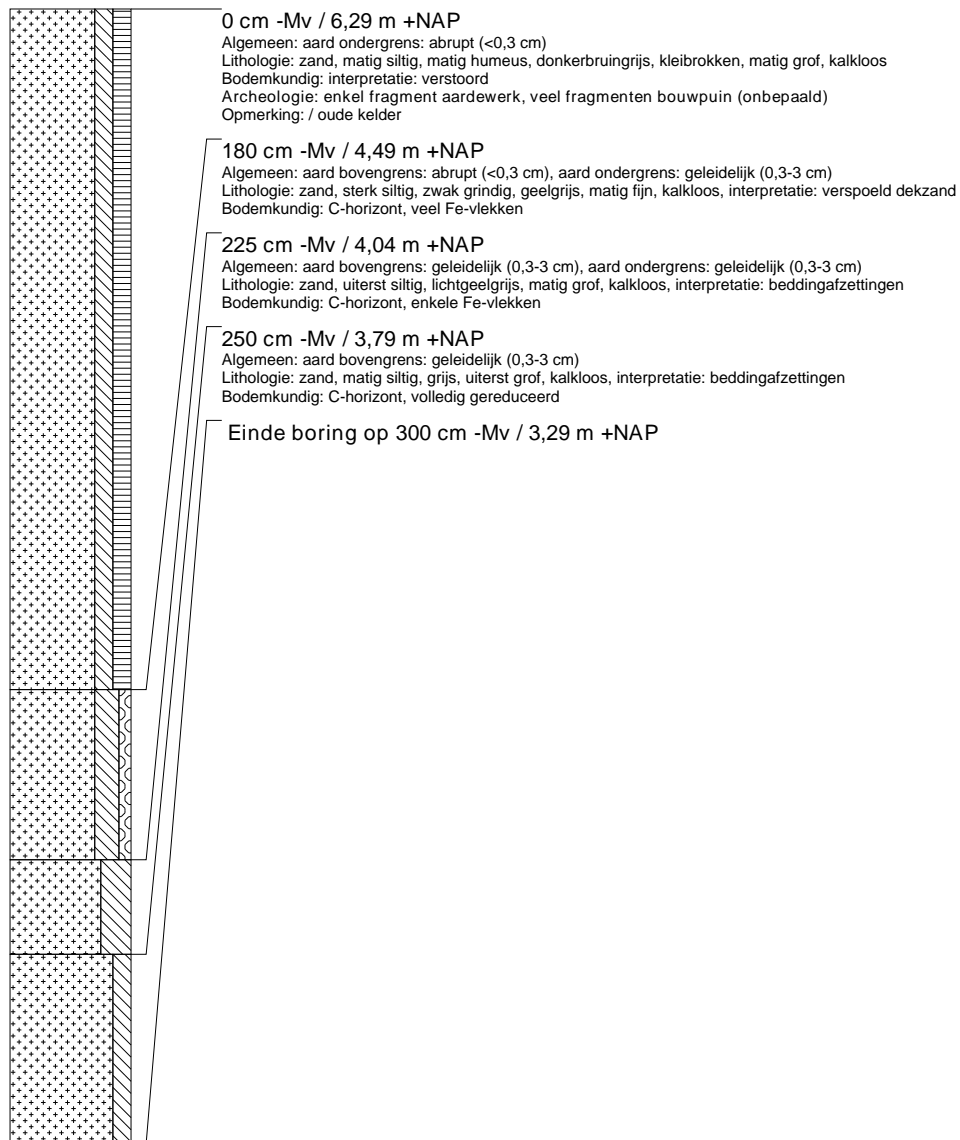 0 cm -Mv / 6,29 m +NAP
Algemeen: aard ondergrens: abrupt (<0,3 cm)
Lithologie: zand, matig siltig, matig humeus, donkerbruingrijs, kleibrokken, matig grof, kalkloos
Bodemkundig: interpretatie: verstoord
Archeologie: enkel fragment aardewerk, veel fragmenten bouwpuin (onbepaald)
Opmerking: / oude kelder
180 cm -Mv / 4,49 m +NAP
Algemeen: aard bovengrens: abrupt (<0,3 cm), aard ondergrens: geleidelijk (0,3-3 cm)
Lithologie: zand, sterk siltig, zwak grindig, geelgrijs, matig fijn, kalkloos, interpretatie: verspoeld dekzand
Bodemkundig: C-horizont, veel Fe-vlekken
225 cm -Mv / 4,04 m +NAP
Algemeen: aard bovengrens: geleidelijk (0,3-3 cm), aard ondergrens: geleidelijk (0,3-3 cm)
Lithologie: zand, uiterst siltig, lichtgeelgrijs, matig grof, kalkloos, interpretatie: beddingafzettingen
Bodemkundig: C-horizont, enkele Fe-vlekken
250 cm -Mv / 3,79 m +NAP
Algemeen: aard bovengrens: geleidelijk (0,3-3 cm)
Lithologie: zand, matig siltig, grijs, uiterst grof, kalkloos, interpretatie: beddingafzettingen
Bodemkundig: C-horizont, volledig gereduceerd
Einde boring op 300 cm -Mv / 3,29 m +NAP